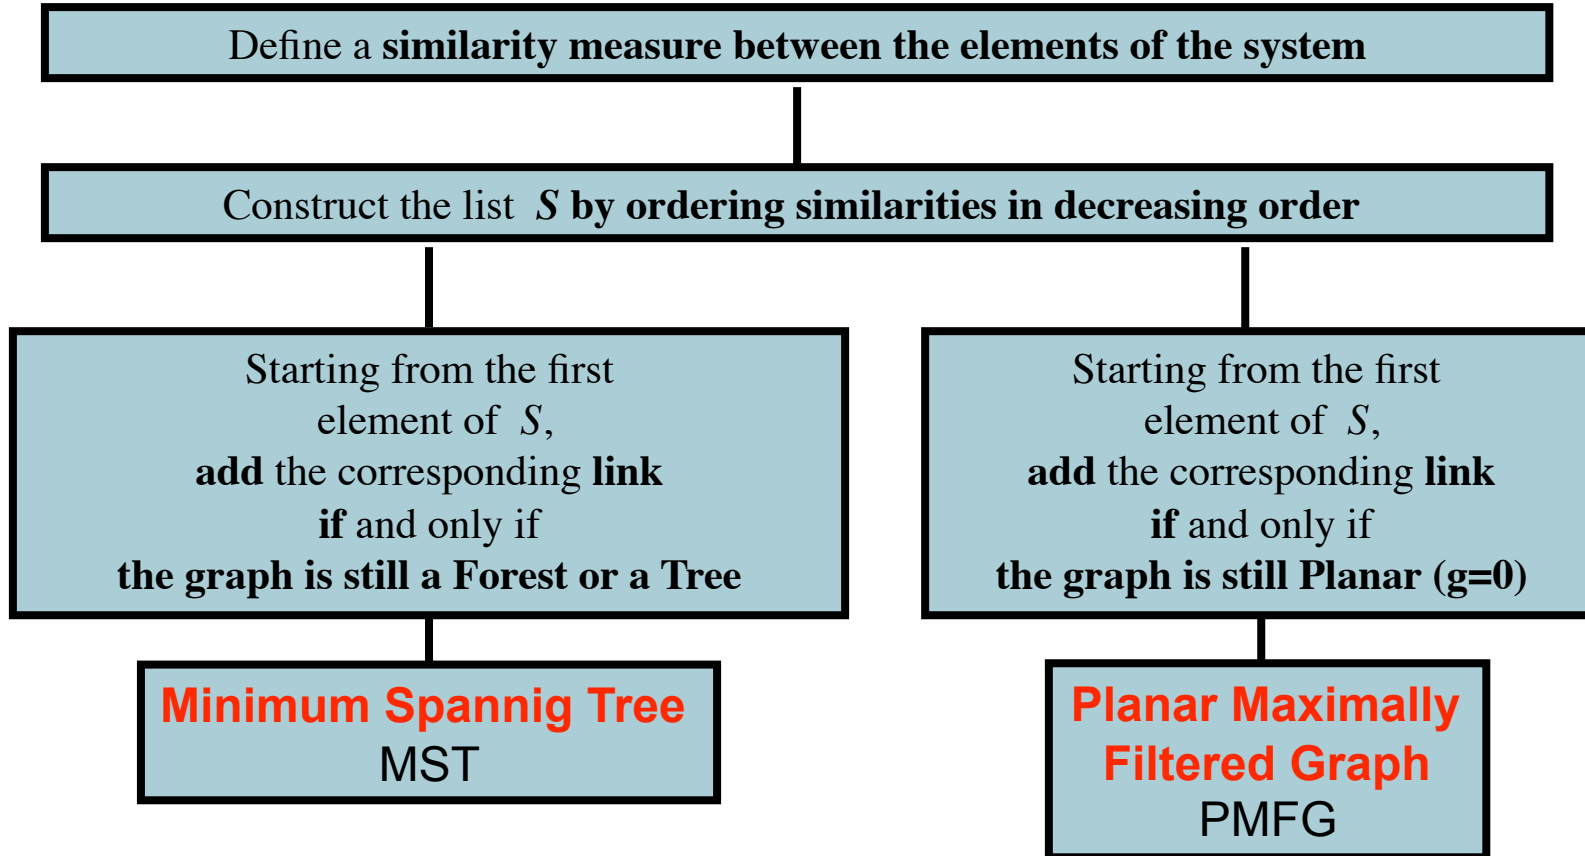 Define a similarity measure between the elements of the system
Construct the list S by ordering similarities in decreasing order
Starting from the first
element of S,
add the corresponding link
if and only if
the graph is still a Forest or a Tree
Starting from the first
element of S,
add the corresponding link
if and only if
the graph is still Planar (g=0)
Minimum Spannig Tree
MST
Planar Maximally
Filtered Graph
PMFG